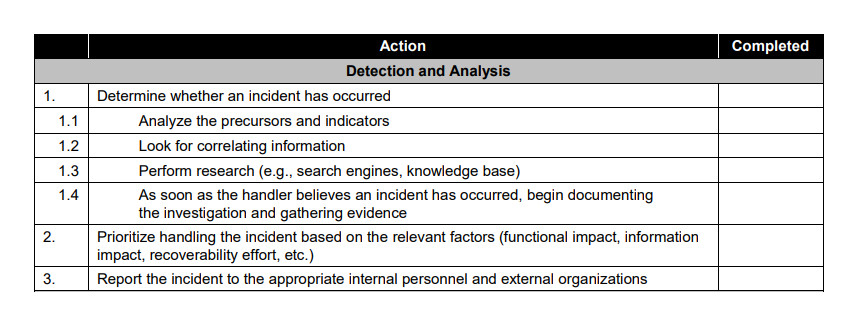 Action Completed
Detection and Analysis
1. Determine whether an incident has occurred
1.1 Analyze the precursors and indicators
1.2 Look for correlating information
1.3 Perform research (e.g., search engines, knowledge base)
1.4 As soon as the handler believes an incident has occurred, begin documenting
the investigation and gathering evidence
2. Prioritize handling the incident based on the relevant factors (functional impact, information
impact, recoverability effort, etc.)
3. Report the incident to the appropriate internal personnel and external organizations